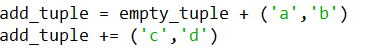 add_tuple = empty_tuple + ('a','b')
add_tuple += ('c','d')